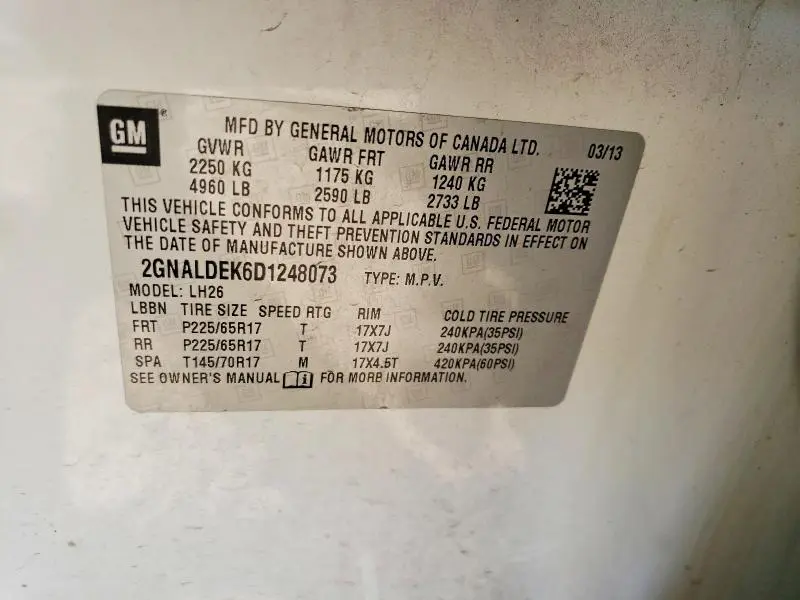 GM®
MFD BY GENERAL MOTORS OF CANADA LTD. 03/13
GVWR GAWR FRT GAWR RR
2250 KG 1175 KG 1240 KG
4960 LB 2590 LB 2733 LB
THIS VEHICLE CONFORMS TO ALL APPLICABLE U.S. FEDERAL MOTOR
VEHICLE SAFETY AND THEFT PREVENTION STANDARDS IN EFFECT ON
THE DATE OF MANUFACTURE SHOWN ABOVE.
2GNALDEK6D1248073 TYPE: M.P.V.
MODEL: LH26
LBBN TIRE SIZE SPEED RTG RIM COLD TIRE PRESSURE
FRT P225/65R17 T 17X7J 240KPA(35PSI)
RR P225/65R17 T 17X7J 240KPA(35PSI)
SPA T145/70R17 M 17X4.5T 420KPA(60PSI)
SEE OWNER'S MANUAL FOR MORE INFORMATION.